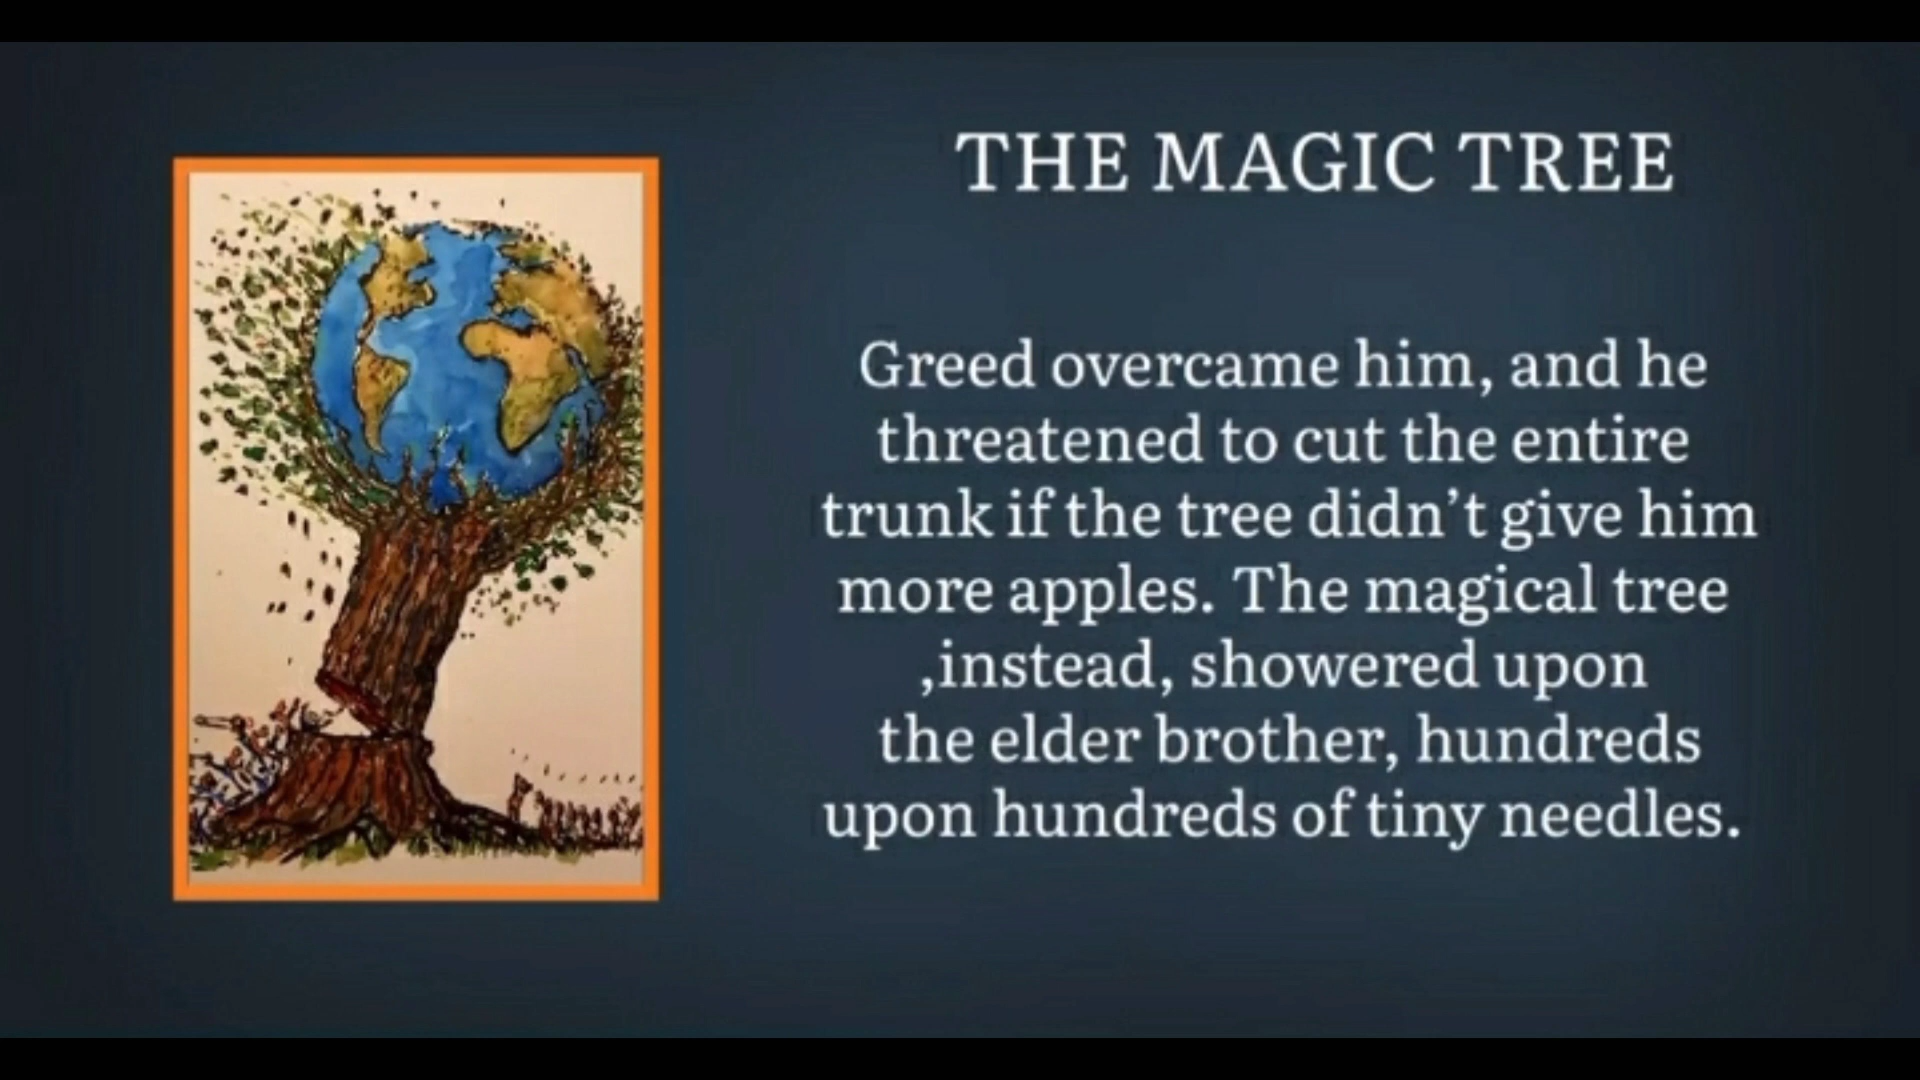 THE MAGIC TREE
Greed overcame him, and he
threatened to cut the entire
trunk if the tree didn’t give him
more apples. The magical tree
,instead, showered upon
the elder brother, hundreds
upon hundreds of tiny needles.